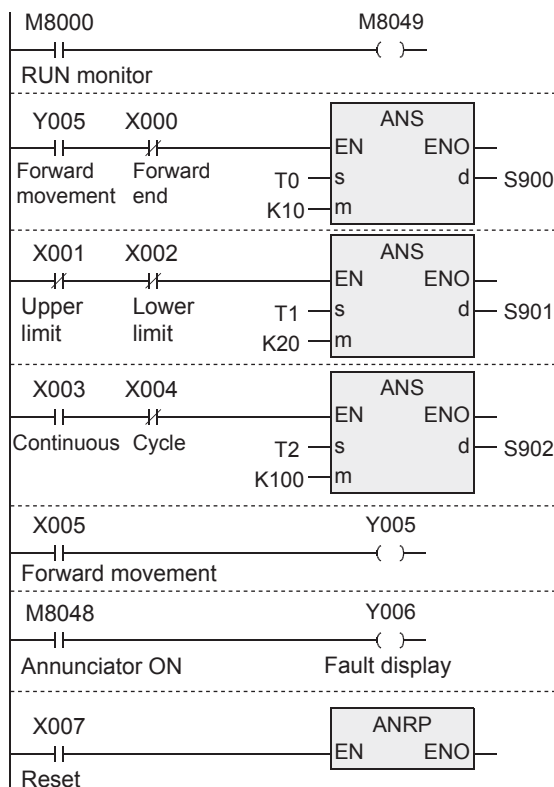 M8000 M8049
RUN monitor
Y005 X000 ANS
EN ENO
Forward Forward
movement end
T0 s d S900
K10 m
X001 X002 ANS
EN ENO
Upper Lower
limit limit
T1 s d S901
K20 m
X003 X004 ANS
EN ENO
Continuous Cycle
T2 s d S902
K100 m
X005 Y005
Forward movement
M8048 Y006
Annunciator ON Fault display
X007 ANRP
EN ENO
Reset